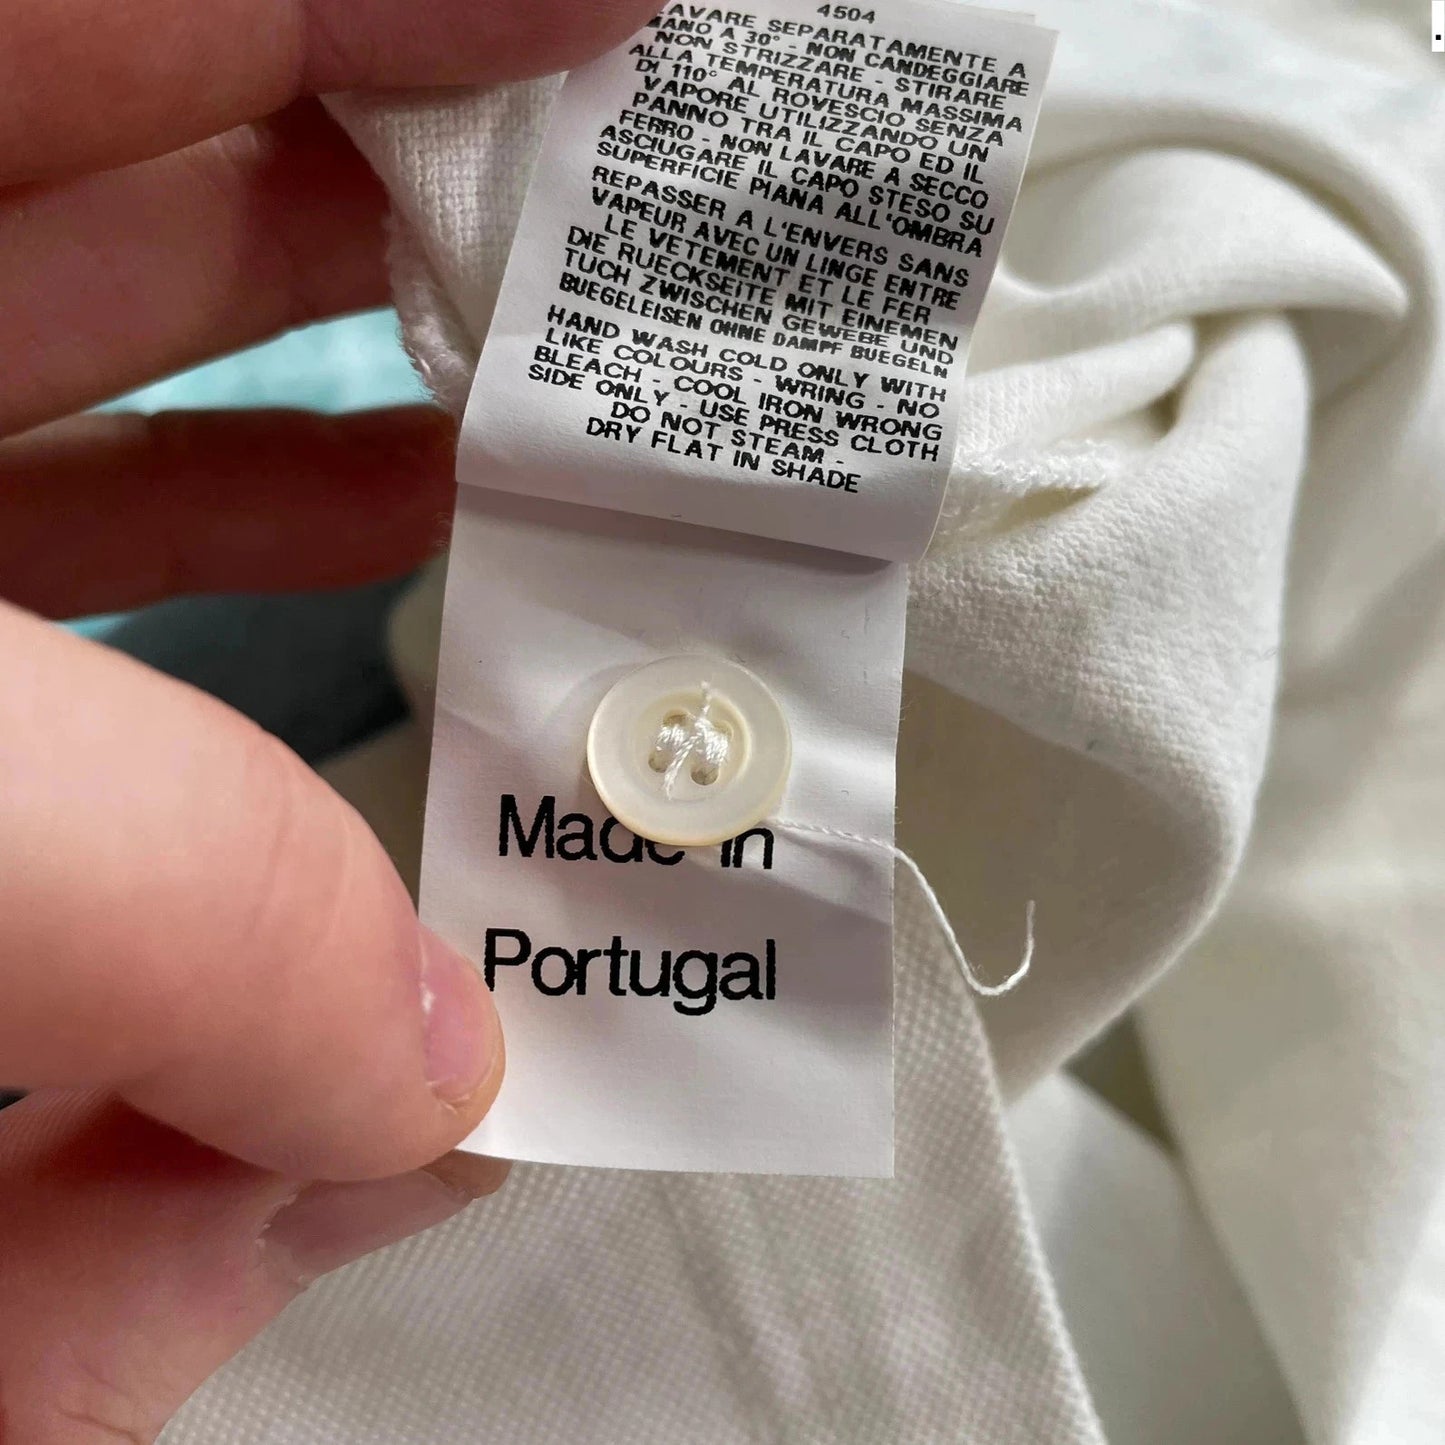 4504
LAVARE SEPARATAMENTE A
MANO A 30° - NON CANDEGGIARE
NON STRIZZARE - STIRARE
ALLA TEMPERATURA MASSIMA
DI 110° AL ROVESCIO SENZA
VAPORE UTILIZZANDO UN
PANNO TRA IL CAPO ED IL
FERRO - NON LAVARE A SECCO
ASCIUGARE IL CAPO STESO SU
SUPERFICIE PIANA ALL'OMBRA
REPASSER A L'ENVERS SANS
VAPEUR AVEC UN LINGE ENTRE
LE VETEMENT ET LE FER
DIE RUECKSEITE MIT EINEMEN
TUCH ZWISCHEN GEWEBE UND
BUEGELEISEN OHNE DAMPF BUEGELN
HAND WASH COLD ONLY WITH
LIKE COLOURS - WRING - NO
BLEACH - COOL IRON WRONG
SIDE ONLY - USE PRESS CLOTH
DO NOT STEAM -
DRY FLAT IN SHADE
Made in
Portugal